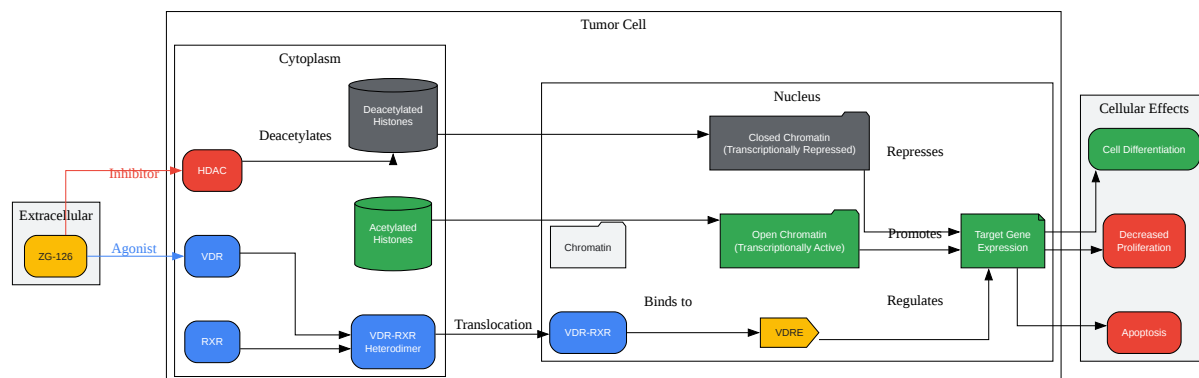 Tumor Cell
Cytoplasm
Deacetylated
Histones
Deacetylates
HDAC
Inhibitor
Extracellular
ZG-126
Agonist
VDR
Acetylated
Histones
RXR
VDR-RXR
Heterodimer
Translocation
Nucleus
Closed Chromatin
(Transcriptionally Repressed)
Represses
Chromatin
Open Chromatin
(Transcriptionally Active)
Promotes
Target Gene
Expression
VDR-RXR
Binds to
VDRE
Regulates
Cellular Effects
Cell Differentiation
Decreased
Proliferation
Apoptosis